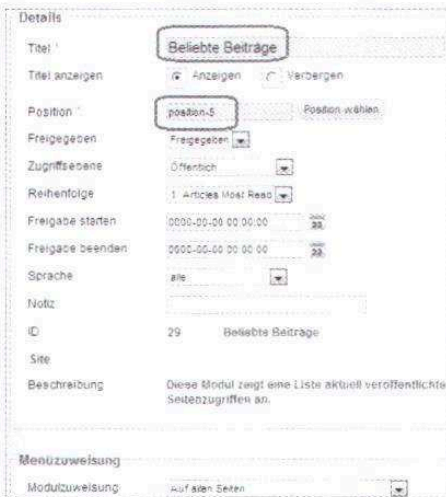 Details
Titel * Beliebte Beiträge
Titel anzeigen Anzeigen Verbergen
Position * position-5 Position wählen
Freigegeben Freigegeben
Zugriffsebene Öffentlich
Reihenfolge 1. Articles Most Read
Freigabe starten 0000-00-00 00:00:00 23
Freigabe beenden 0000-00-00 00:00:00 23
Sprache alle
Notiz
ID 29 Beliebte Beiträge
Site
Beschreibung Diese Modul zeigt eine Liste aktuell veröffentlichte
Seitenzugriffen an.
Menüzuweisung
Modulzuweisung Auf allen Seiten